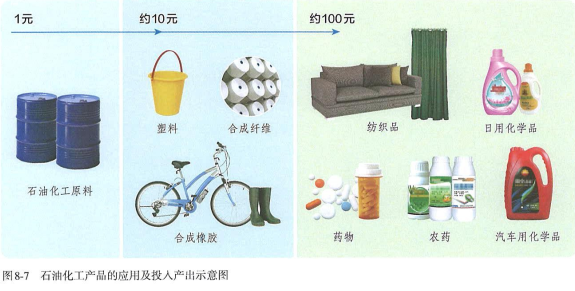 1元
约10元
约100元
石油化工原料
塑料
合成纤维
合成橡胶
纺织品
日用化学品
药物
农药
汽车用化学品
图8-7 石油化工产品的应用及投入产出示意图